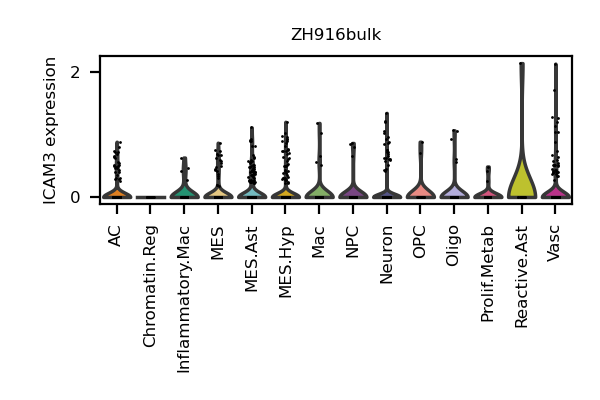 ZH916bulk
ICAM3 expression
2
0
AC
Chromatin.Reg
Inflammatory.Mac
MES
MES.Ast
MES.Hyp
Mac
NPC
Neuron
OPC
Oligo
Prolif.Metab
Reactive.Ast
Vasc